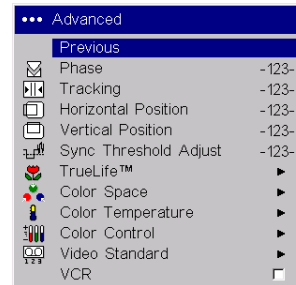 ••• Advanced
Previous
Phase -123-
Tracking -123-
Horizontal Position -123-
Vertical Position -123-
Sync Threshold Adjust -123-
TrueLife™
Color Space
Color Temperature
Color Control
Video Standard
VCR